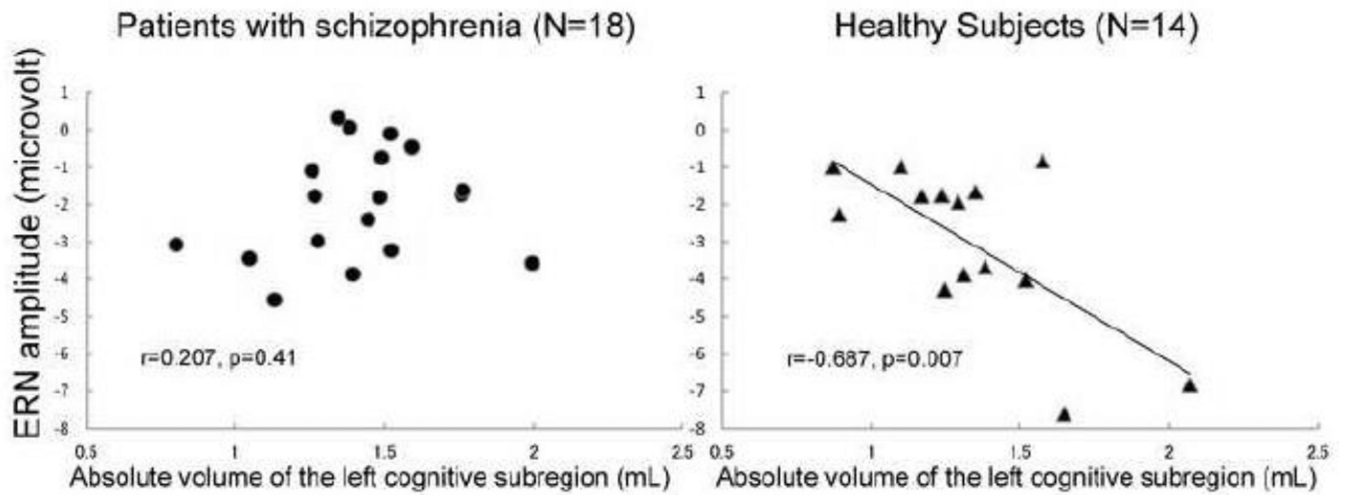 Patients with schizophrenia (N=18)
Healthy Subjects (N=14)
ERN amplitude (microvolt)
1
0
-1
-2
-3
-4
-5
-6
-7
-8
r=0.207, p=0.41
0.5 1 1.5 2 2.5
Absolute volume of the left cognitive subregion (mL)
1
0
-1
-2
-3
-4
-5
-6
-7
-8
r=-0.687, p=0.007
0.5 1 1.5 2 2.5
Absolute volume of the left cognitive subregion (mL)